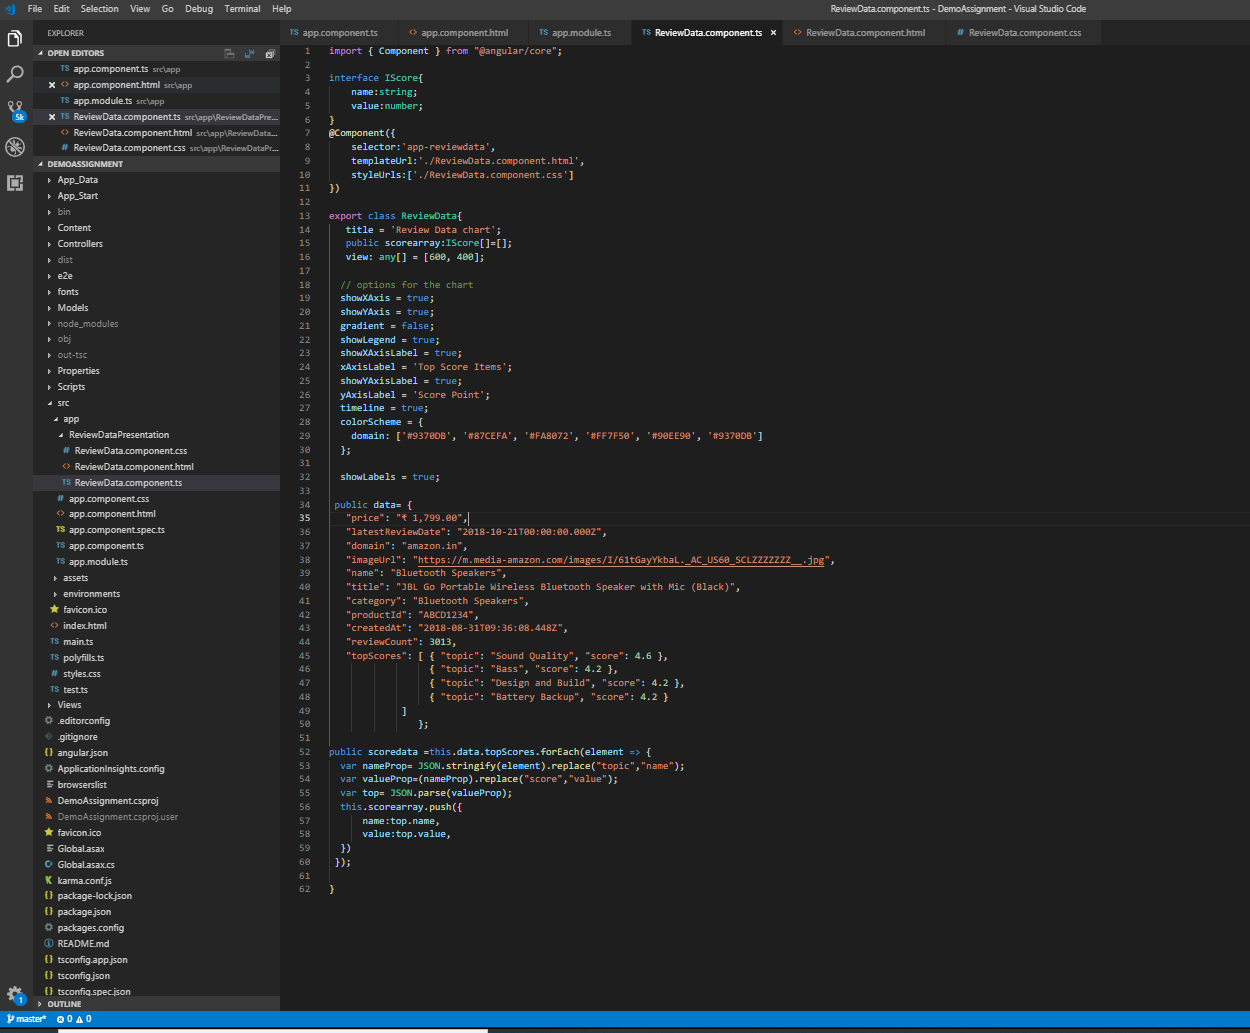 File Edit Selection View Go Debug Terminal Help
ReviewData.component.ts - DemoAssignment - Visual Studio Code
EXPLORER
OPEN EDITORS
TS app.component.ts src\app
app.component.html src\app
TS app.module.ts src\app
TS ReviewData.component.ts src\app\ReviewDataPre...
<> ReviewData.component.html src\app\ReviewData...
# ReviewData.component.css src\app\ReviewDataPr...
5k
DEMOASSIGNMENT
App_Data
App_Start
bin
Content
Controllers
dist
e2e
fonts
Models
node_modules
obj
out-tsc
Properties
Scripts
src
app
ReviewDataPresentation
# ReviewData.component.css
<> ReviewData.component.html
TS ReviewData.component.ts
# app.component.css
<> app.component.html
TS app.component.spec.ts
TS app.component.ts
TS app.module.ts
assets
environments
favicon.ico
<> index.html
TS main.ts
TS polyfills.ts
# styles.css
TS test.ts
Views
.editorconfig
.gitignore
{} angular.json
ApplicationInsights.config
browserslist
DemoAssignment.csproj
DemoAssignment.csproj.user
favicon.ico
Global.asax
Global.asax.cs
karma.conf.js
{} package-lock.json
{} package.json
packages.config
README.md
{} tsconfig.app.json
{} tsconfig.json
{} tsconfig.spec.json
OUTLINE
1
master* 0 0
TS app.component.ts
<> app.component.html
TS app.module.ts
TS ReviewData.component.ts ×
<> ReviewData.component.html
# ReviewData.component.css
1 import { Component } from "@angular/core";
2
3 interface IScore{
4 name:string;
5 value:number;
6 }
7 @Component({
8 selector:'app-reviewdata',
9 templateUrl:'./ReviewData.component.html',
10 styleUrls:['./ReviewData.component.css']
11 })
12
13 export class ReviewData{
14 title = 'Review Data chart';
15 public scorearray:IScore[]=[];
16 view: any[] = [600, 400];
17
18 // options for the chart
19 showXAxis = true;
20 showYAxis = true;
21 gradient = false;
22 showLegend = true;
23 showXAxisLabel = true;
24 xAxisLabel = 'Top Score Items';
25 showYAxisLabel = true;
26 yAxisLabel = 'Score Point';
27 timeline = true;
28 colorScheme = {
29 domain: ['#9370DB', '#87CEFA', '#FA8072', '#FF7F50', '#90EE90', '#9370DB']
30 };
31
32 showLabels = true;
33
34 public data= {
35 "price": "₹ 1,799.00",
36 "latestReviewDate": "2018-10-21T00:00:00.000Z",
37 "domain": "amazon.in",
38 "imageUrl": "https://m.media-amazon.com/images/I/61tGayYkbaL._AC_US60_SCLZZZZZZZ__.jpg",
39 "name": "Bluetooth Speakers",
40 "title": "JBL Go Portable Wireless Bluetooth Speaker with Mic (Black)",
41 "category": "Bluetooth Speakers",
42 "productId": "ABCD1234",
43 "createdAt": "2018-08-31T09:36:08.448Z",
44 "reviewCount": 3013,
45 "topScores": [ { "topic": "Sound Quality", "score": 4.6 },
46 { "topic": "Bass", "score": 4.2 },
47 { "topic": "Design and Build", "score": 4.2 },
48 { "topic": "Battery Backup", "score": 4.2 }
49 ]
50 };
51
52 public scoredata =this.data.topScores.forEach(element => {
53 var nameProp= JSON.stringify(element).replace("topic","name");
54 var valueProp=(nameProp).replace("score","value");
55 var top= JSON.parse(valueProp);
56 this.scorearray.push({
57 name:top.name,
58 value:top.value,
59 })
60 });
61
62 }